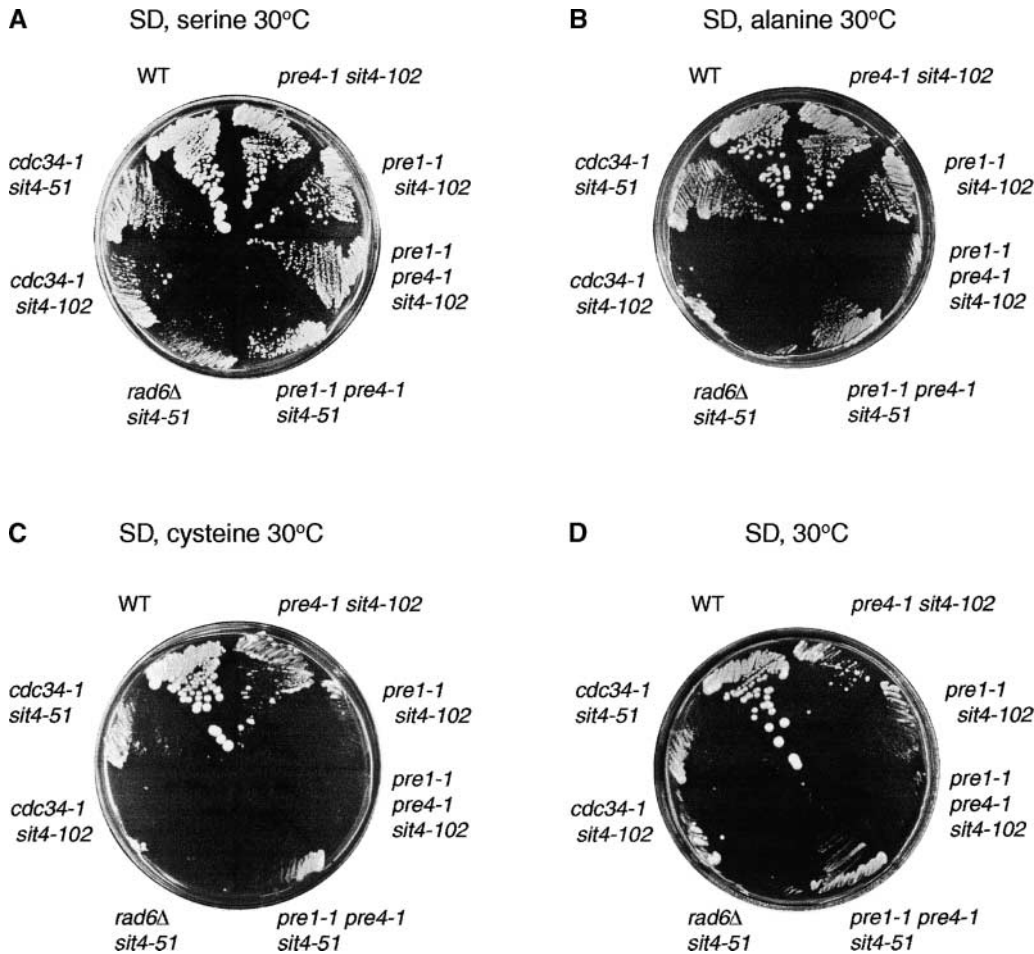 A
SD, serine 30°C
WT
pre4-1 sit4-102
cdc34-1
sit4-51
pre1-1
sit4-102
cdc34-1
sit4-102
pre1-1
pre4-1
sit4-102
rad6Δ
sit4-51
pre1-1 pre4-1
sit4-51
B
SD, alanine 30°C
WT
pre4-1 sit4-102
cdc34-1
sit4-51
pre1-1
sit4-102
cdc34-1
sit4-102
pre1-1
pre4-1
sit4-102
rad6Δ
sit4-51
pre1-1 pre4-1
sit4-51
C
SD, cysteine 30°C
WT
pre4-1 sit4-102
cdc34-1
sit4-51
pre1-1
sit4-102
cdc34-1
sit4-102
pre1-1
pre4-1
sit4-102
rad6Δ
sit4-51
pre1-1 pre4-1
sit4-51
D
SD, 30°C
WT
pre4-1 sit4-102
cdc34-1
sit4-51
pre1-1
sit4-102
cdc34-1
sit4-102
pre1-1
pre4-1
sit4-102
rad6Δ
sit4-51
pre1-1 pre4-1
sit4-51